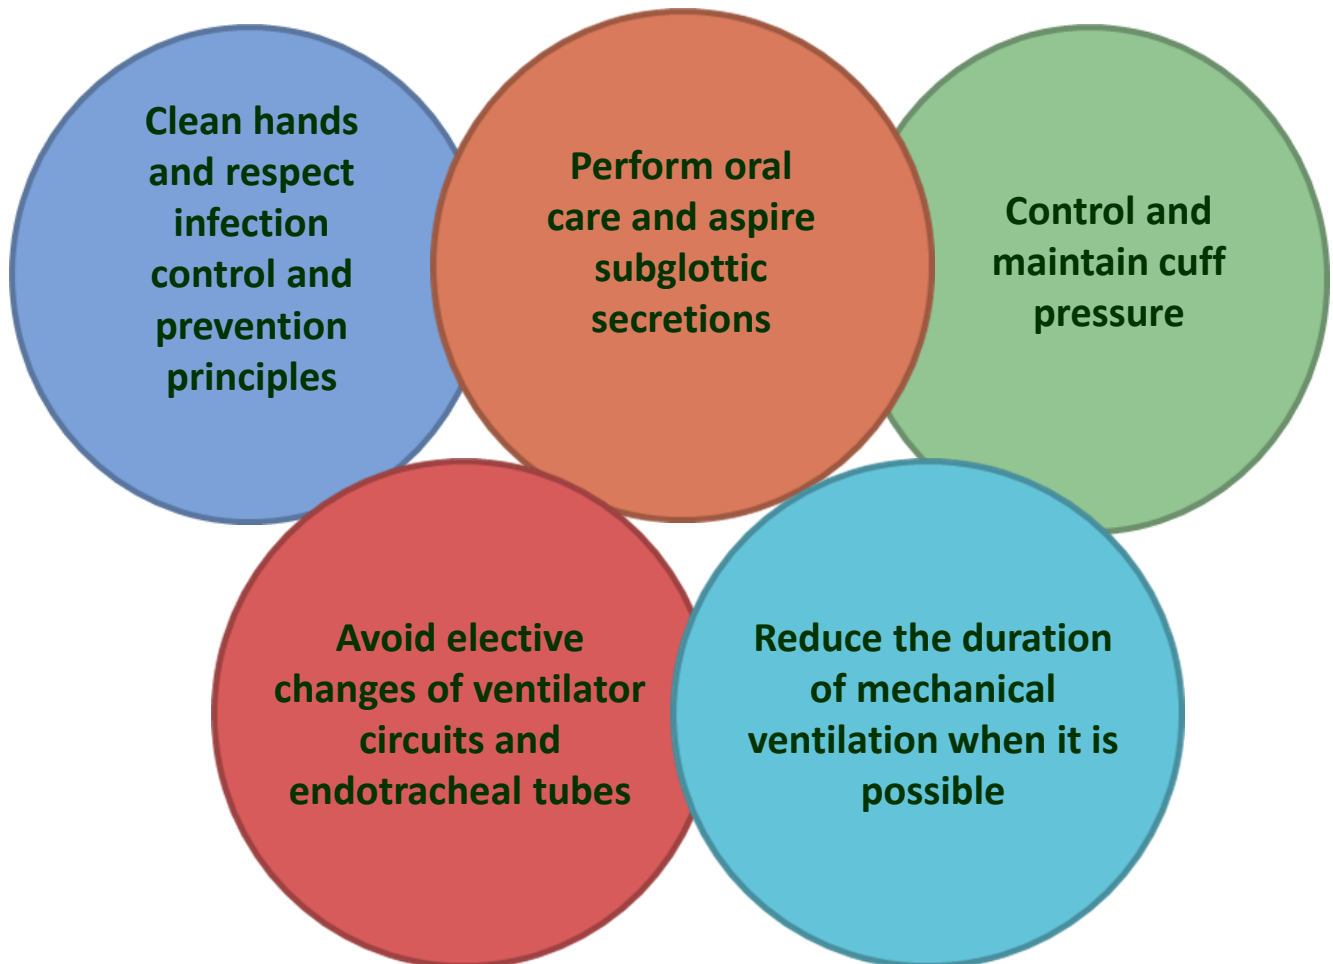 Clean hands
and respect
infection
control and
prevention
principles
Perform oral
care and aspire
subglottic
secretions
Control and
maintain cuff
pressure
Avoid elective
changes of ventilator
circuits and
endotracheal tubes
Reduce the duration
of mechanical
ventilation when it is
possible